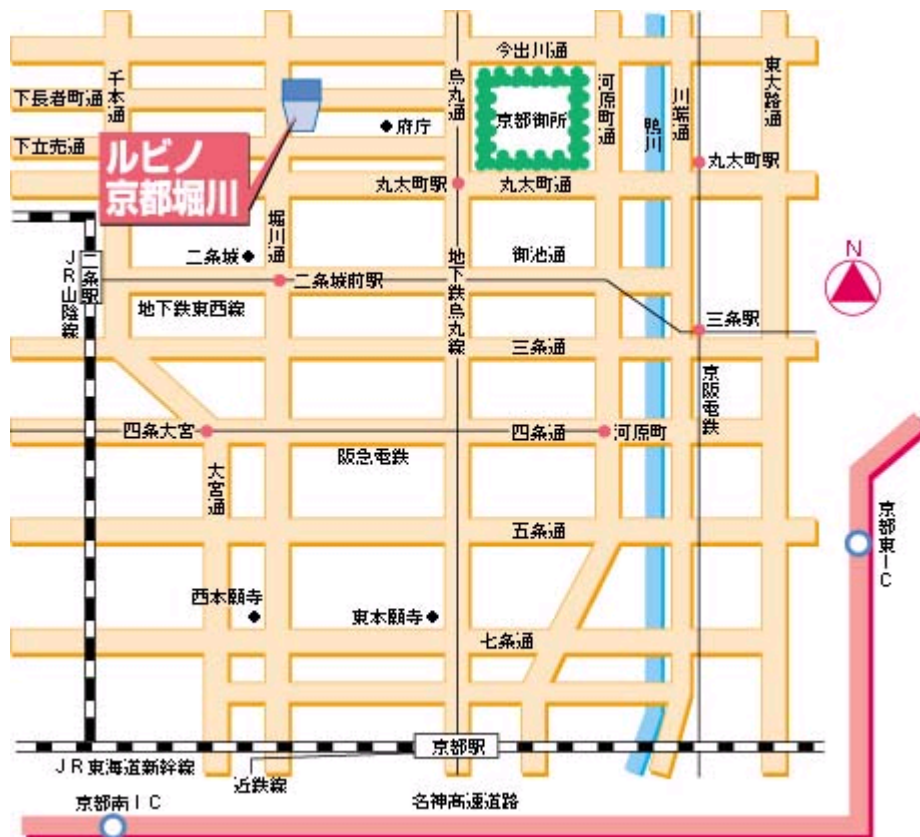 今出川通
千本通
烏丸通
河原町通
川端通
東大路通
下長者町通
京都御所
鴨川
府庁
下立売通
ルビノ
京都堀川
丸太町駅
丸太町駅
丸太町通
堀川通
二条城
御池通
N
JR山陰線
二条駅
二条城前駅
地下鉄烏丸線
地下鉄東西線
三条駅
三条通
京阪電鉄
四条大宮
四条通
河原町
阪急電鉄
大宮通
五条通
京都東IC
西本願寺
東本願寺
七条通
京都駅
JR東海道新幹線
近鉄線
京都南IC
名神高速道路